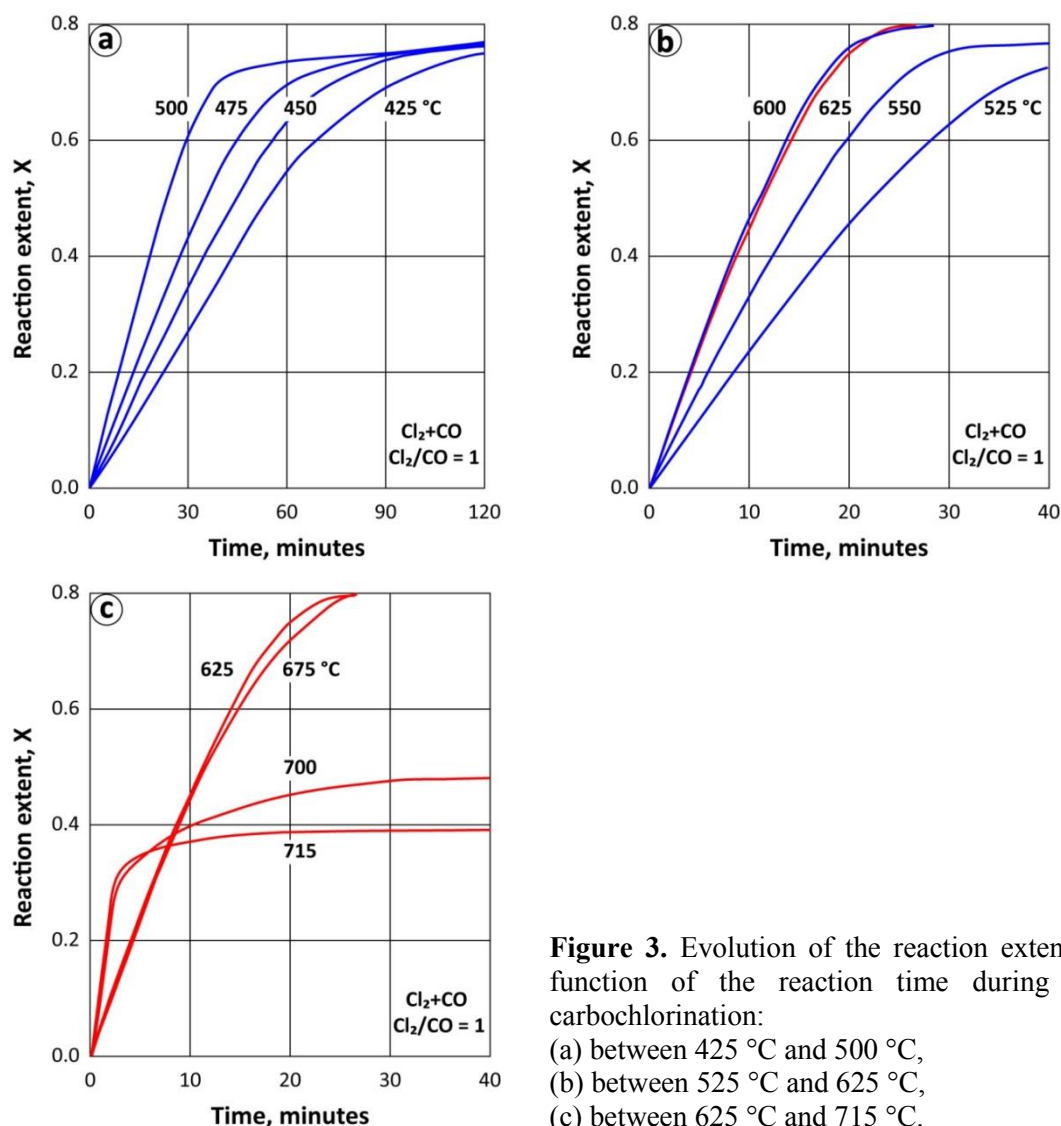 a
0.8
0.6
0.4
0.2
0.0
Reaction extent, X
500 475 450 425 °C
Cl₂+CO
Cl₂/CO = 1
0 30 60 90 120
Time, minutes
b
0.8
0.6
0.4
0.2
0.0
Reaction extent, X
600 625 550 525 °C
Cl₂+CO
Cl₂/CO = 1
0 10 20 30 40
Time, minutes
c
0.8
0.6
0.4
0.2
0.0
Reaction extent, X
625 675 °C
700
715
Cl₂+CO
Cl₂/CO = 1
0 10 20 30 40
Time, minutes
Figure 3. Evolution of the reaction exten
function of the reaction time during
carbochlorination:
(a) between 425 °C and 500 °C,
(b) between 525 °C and 625 °C,
(c) between 625 °C and 715 °C.